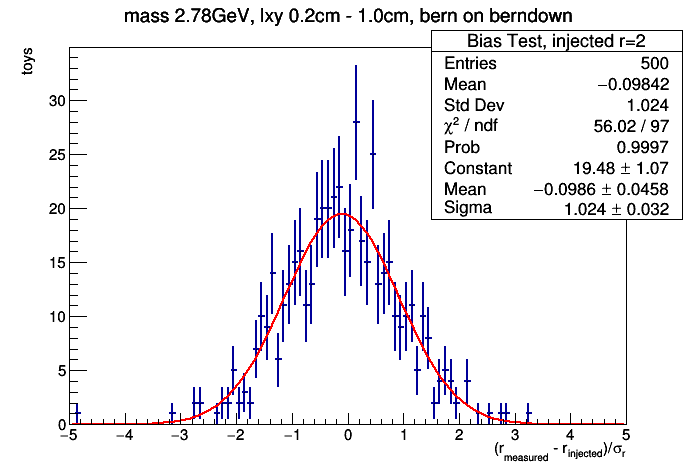 mass 2.78GeV, lxy 0.2cm - 1.0cm, bern on berndown
Bias Test, injected r=2
Entries 500
Mean −0.09842
Std Dev 1.024
χ² / ndf 56.02 / 97
Prob 0.9997
Constant 19.48 ± 1.07
Mean −0.0986 ± 0.0458
Sigma 1.024 ± 0.032
toys
30
25
20
15
10
5
0
−5 −4 −3 −2 −1 0 1 2 3 4 5
(r_measured - r_injected)/σ_r